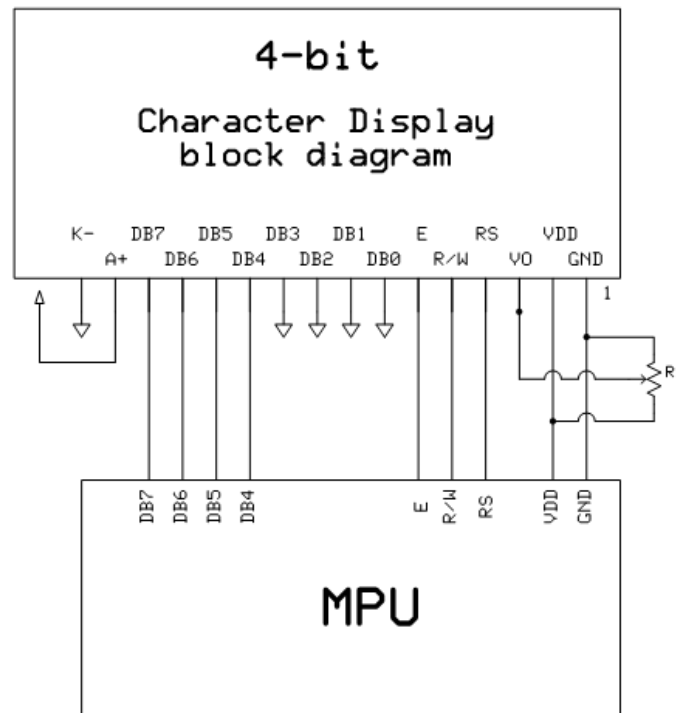 4-bit
Character Display
block diagram
K- DB7 DB5 DB3 DB1 E RS VDD
A+ DB6 DB4 DB2 DB0 R/W VO GND
1
R
DB7 DB6 DB5 DB4 E R/W RS VDD GND
MPU